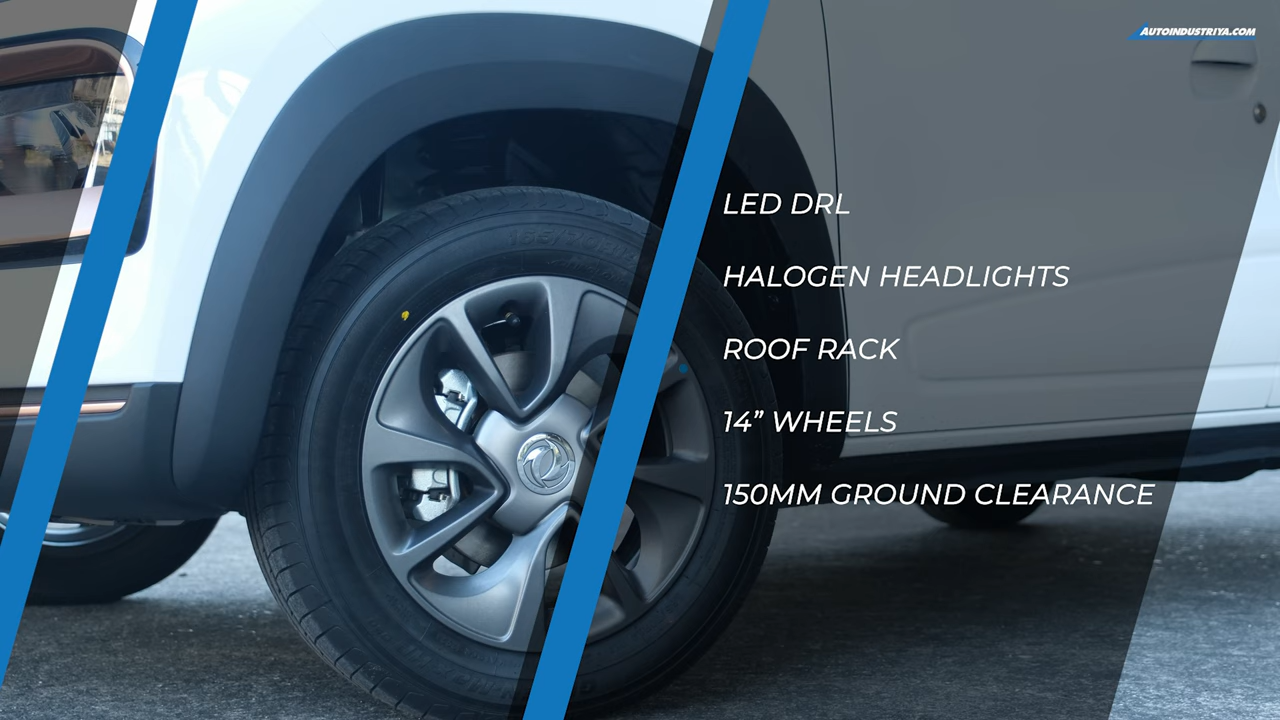 AUTOINDUSTRIYA.COM
LED DRL
HALOGEN HEADLIGHTS
ROOF RACK
14” WHEELS
150MM GROUND CLEARANCE